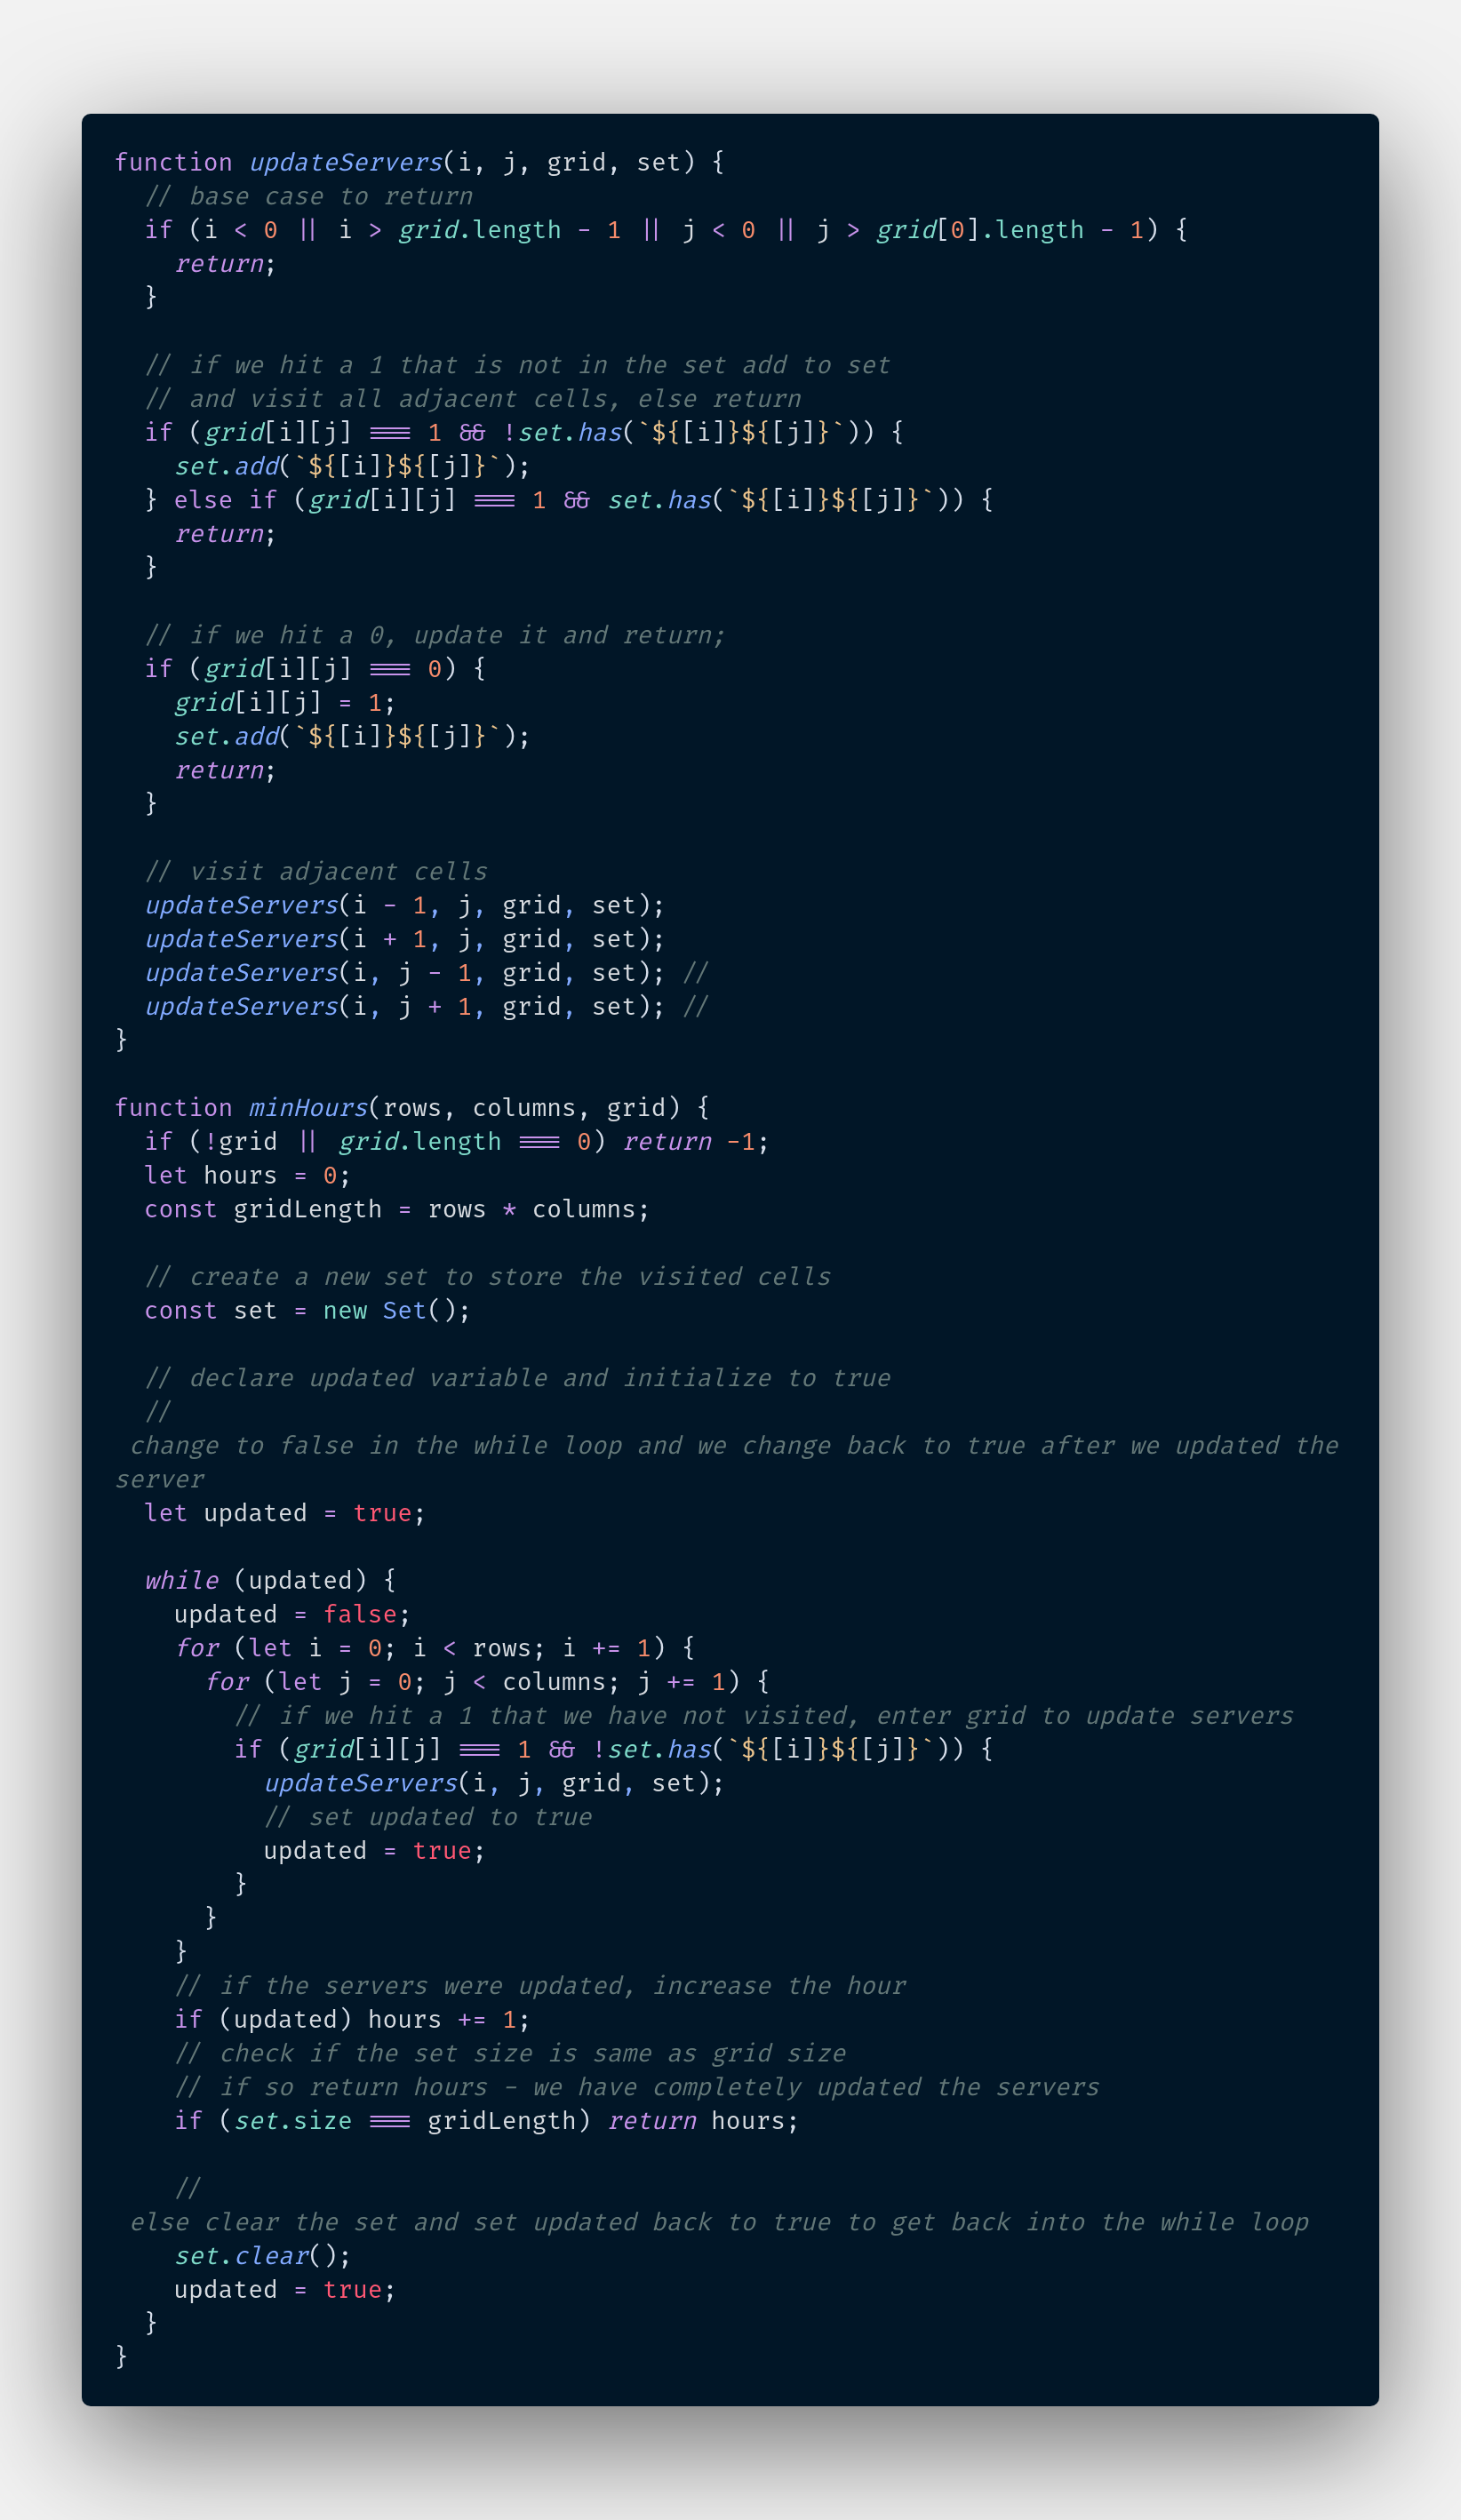 function updateServers(i, j, grid, set) {
  // base case to return
  if (i < 0 || i > grid.length - 1 || j < 0 || j > grid[0].length - 1) {
    return;
  }

  // if we hit a 1 that is not in the set add to set
  // and visit all adjacent cells, else return
  if (grid[i][j] === 1 && !set.has(`${[i]}${[j]}`)) {
    set.add(`${[i]}${[j]}`);
  } else if (grid[i][j] === 1 && set.has(`${[i]}${[j]}`)) {
    return;
  }

  // if we hit a 0, update it and return;
  if (grid[i][j] === 0) {
    grid[i][j] = 1;
    set.add(`${[i]}${[j]}`);
    return;
  }

  // visit adjacent cells
  updateServers(i - 1, j, grid, set);
  updateServers(i + 1, j, grid, set);
  updateServers(i, j - 1, grid, set); //
  updateServers(i, j + 1, grid, set); //
}

function minHours(rows, columns, grid) {
  if (!grid || grid.length === 0) return -1;
  let hours = 0;
  const gridLength = rows * columns;

  // create a new set to store the visited cells
  const set = new Set();

  // declare updated variable and initialize to true
  //
 change to false in the while loop and we change back to true after we updated the
server
  let updated = true;

  while (updated) {
    updated = false;
    for (let i = 0; i < rows; i += 1) {
      for (let j = 0; j < columns; j += 1) {
        // if we hit a 1 that we have not visited, enter grid to update servers
        if (grid[i][j] === 1 && !set.has(`${[i]}${[j]}`)) {
          updateServers(i, j, grid, set);
          // set updated to true
          updated = true;
        }
      }
    }
    // if the servers were updated, increase the hour
    if (updated) hours += 1;
    // check if the set size is same as grid size
    // if so return hours - we have completely updated the servers
    if (set.size === gridLength) return hours;

    //
 else clear the set and set updated back to true to get back into the while loop
    set.clear();
    updated = true;
  }
}